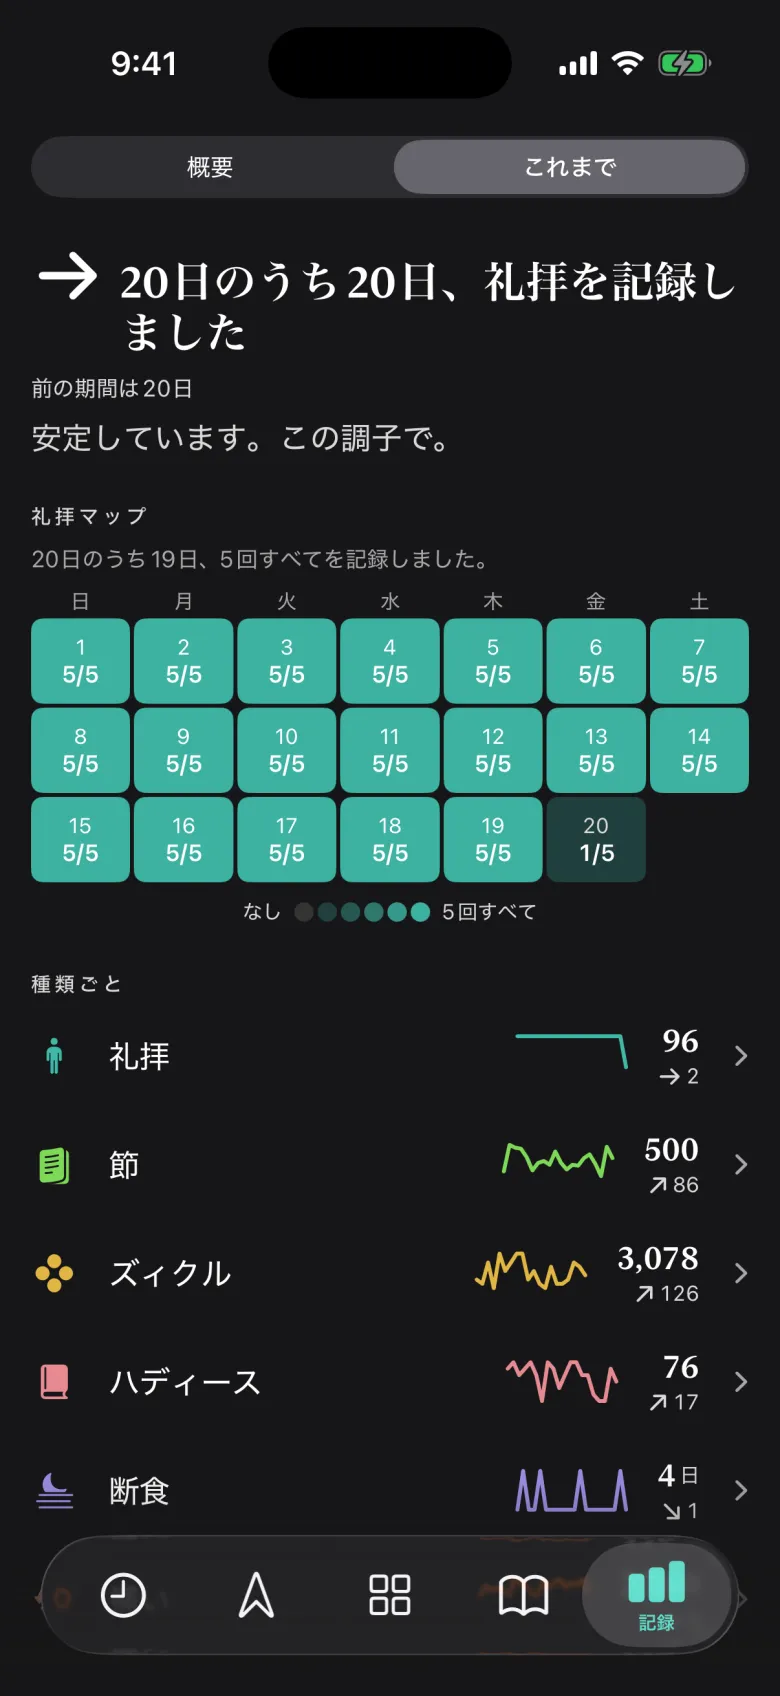 9:41
概要
これまで
20日のうち20日、礼拝を記録し
ました
前の期間は20日
安定しています。この調子で。
礼拝マップ
20日のうち19日、5回すべてを記録しました。
日 月 火 水 木 金 土
1 2 3 4 5 6 7
5/5 5/5 5/5 5/5 5/5 5/5 5/5
8 9 10 11 12 13 14
5/5 5/5 5/5 5/5 5/5 5/5 5/5
15 16 17 18 19 20
5/5 5/5 5/5 5/5 5/5 1/5
なし 5回すべて
種類ごと
礼拝 96
→ 2
節 500
↗ 86
ズィクル 3,078
↗ 126
ハディース 76
↗ 17
断食 4日
↘ 1
記録